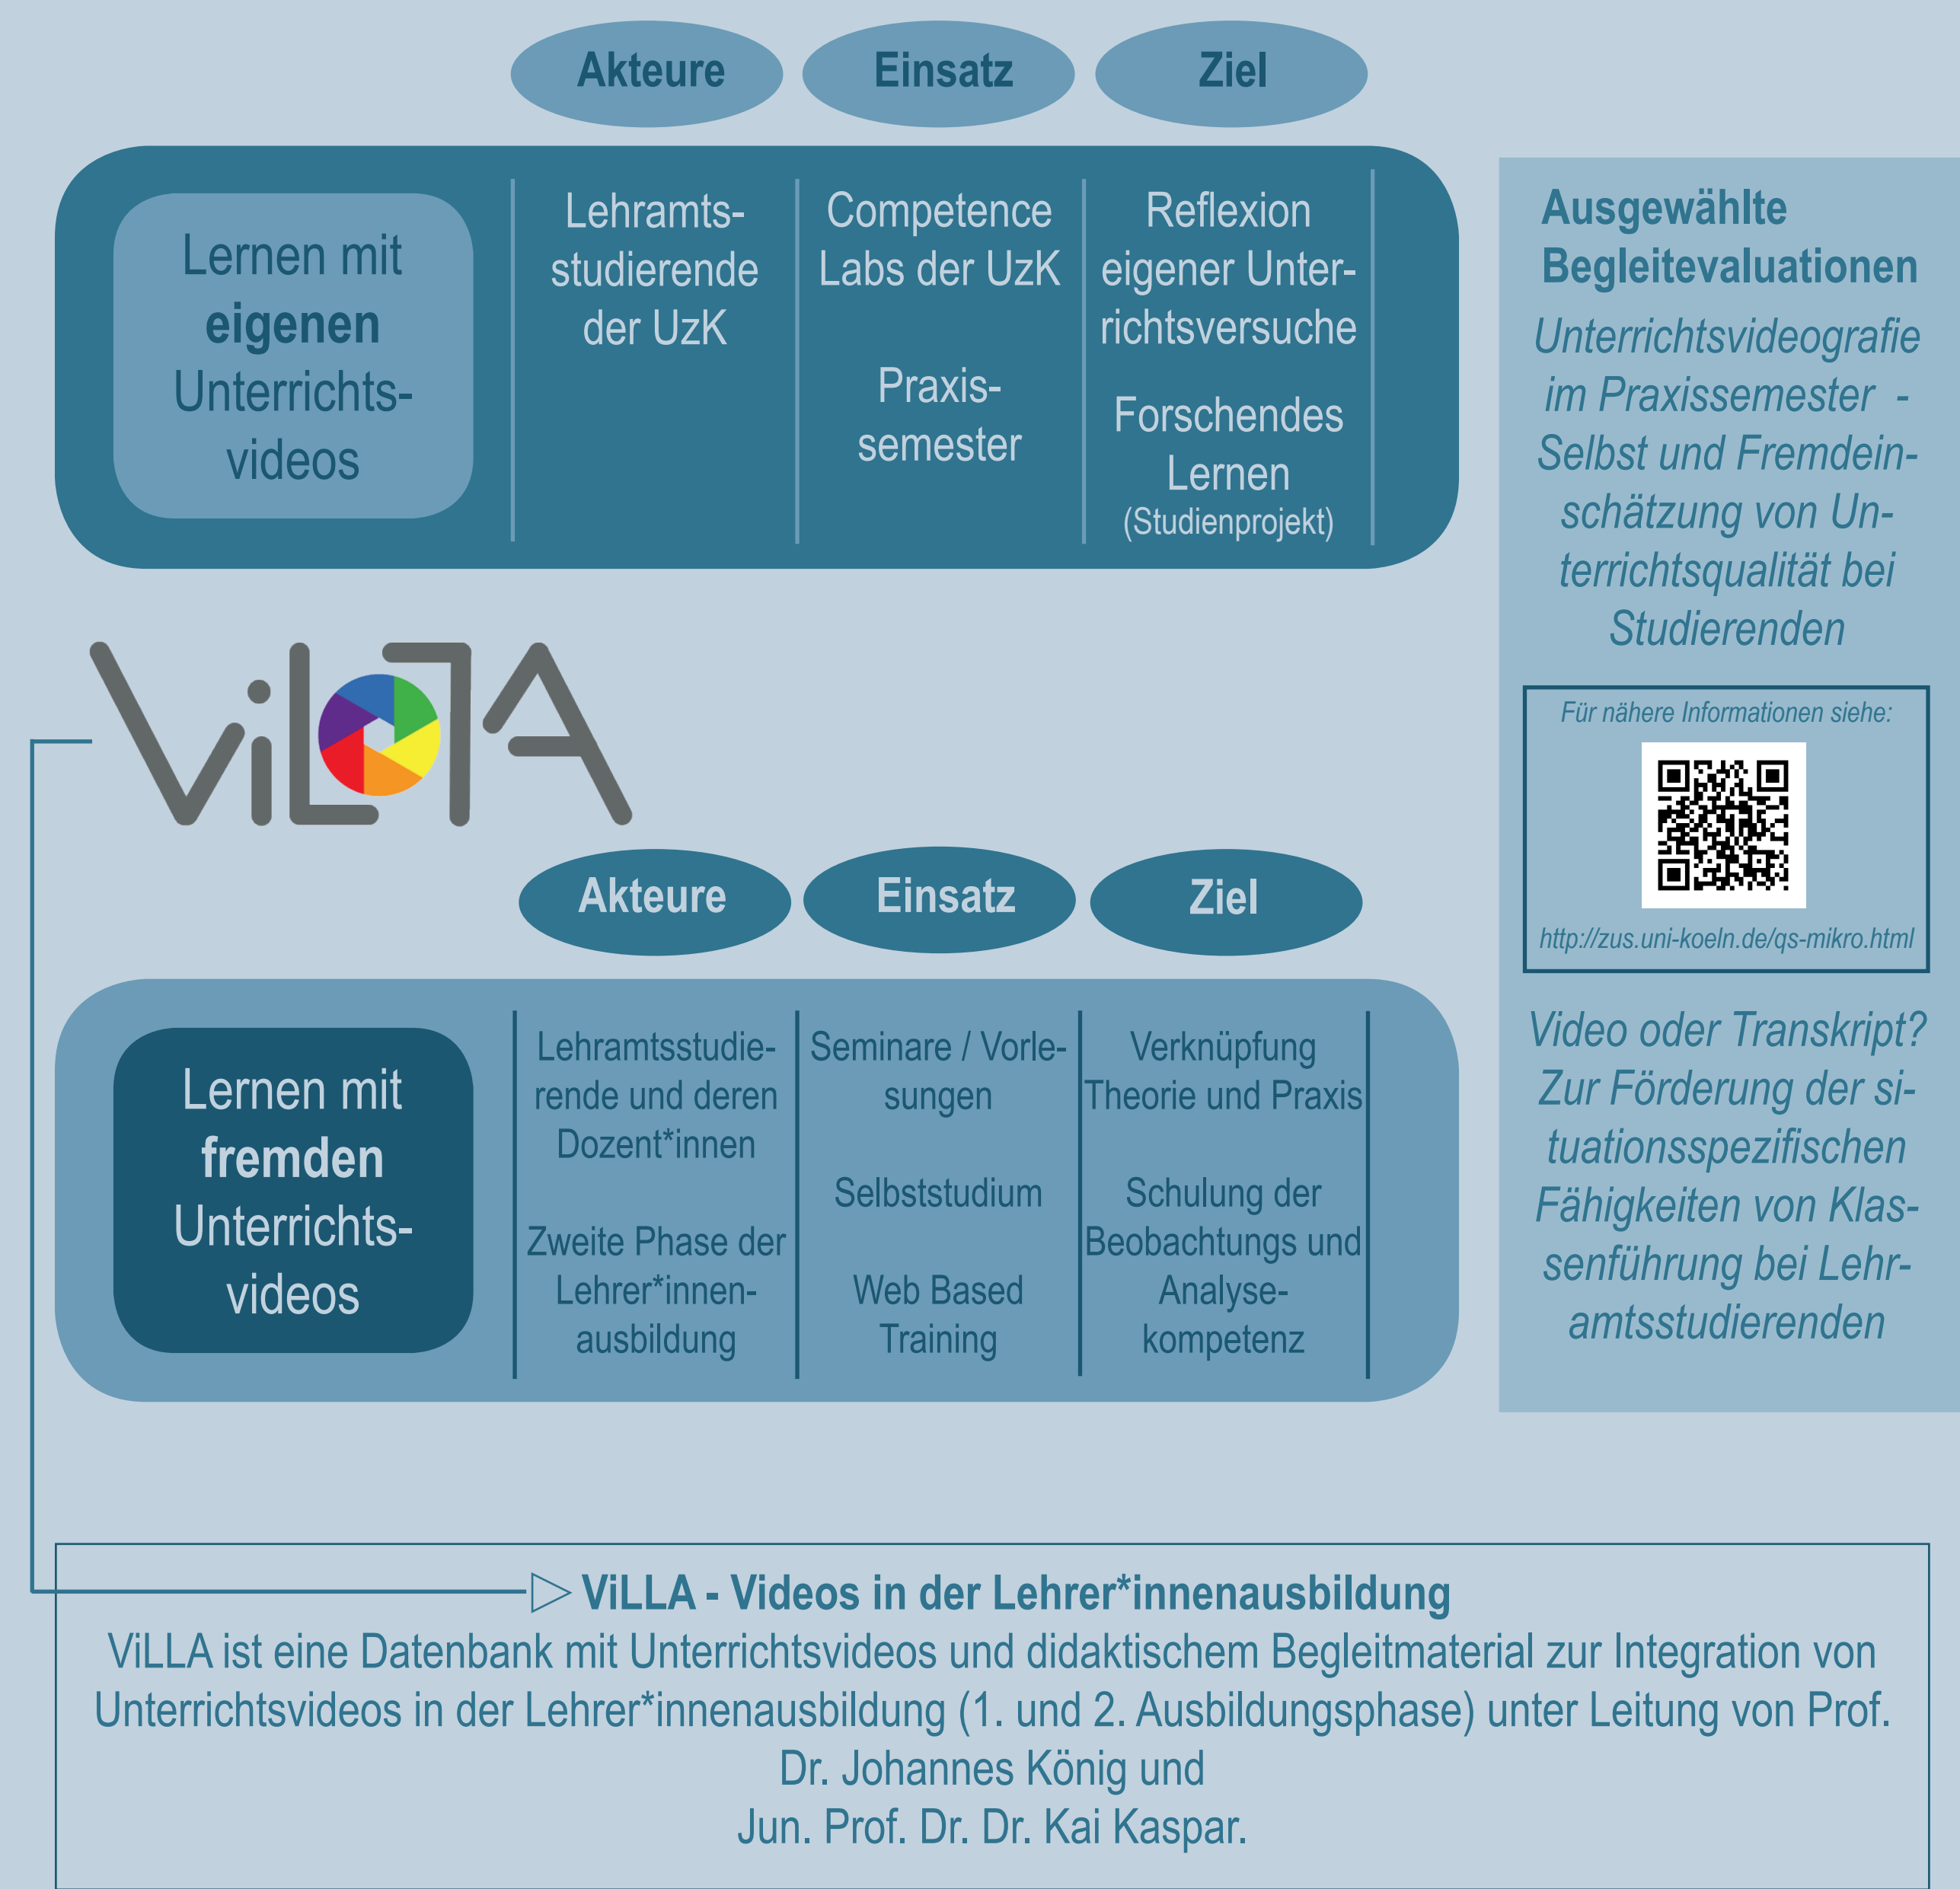 Akteure
Einsatz
Ziel
Lernen mit
eigenen
Unterrichts-
videos
Lehramts-
studierende
der UzK
Competence
Labs der UzK
Praxis-
semester
Reflexion
eigener Unter-
richtsversuche
Forschendes
Lernen
(Studienprojekt)
ViLLA
Akteure
Einsatz
Ziel
Lernen mit
fremden
Unterrichts-
videos
Lehramtsstudie-
rende und deren
Dozent*innen
Zweite Phase der
Lehrer*innen-
ausbildung
Seminare / Vorle-
sungen
Selbststudium
Web Based
Training
Verknüpfung
Theorie und Praxis
Schulung der
Beobachtungs und
Analyse-
kompetenz
Ausgewählte
Begleitevaluationen
Unterrichtsvideografie
im Praxissemester -
Selbst und Fremdein-
schätzung von Un-
terrichtsqualität bei
Studierenden
Für nähere Informationen siehe:
http://zus.uni-koeln.de/qs-mikro.html
Video oder Transkript?
Zur Förderung der si-
tuationsspezifischen
Fähigkeiten von Klas-
senführung bei Lehr-
amtsstudierenden
ViLLA - Videos in der Lehrer*innenausbildung
ViLLA ist eine Datenbank mit Unterrichtsvideos und didaktischem Begleitmaterial zur Integration von
Unterrichtsvideos in der Lehrer*innenausbildung (1. und 2. Ausbildungsphase) unter Leitung von Prof.
Dr. Johannes König und
Jun. Prof. Dr. Dr. Kai Kaspar.